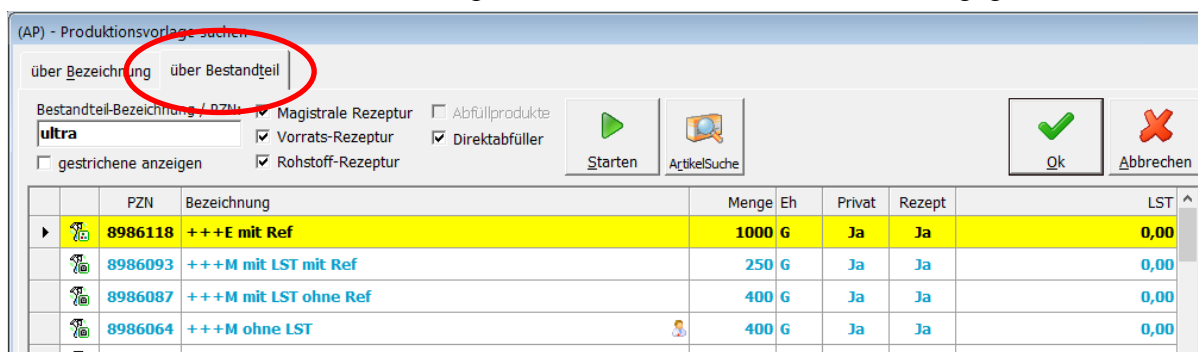 (AP) - Produktionsvorlage suchen
über Bezeichnung über Bestandteil
Bestandteil-Bezeichnung / PZN:
ultra
gestrichene anzeigen
Magistrale Rezeptur
Vorrats-Rezeptur
Rohstoff-Rezeptur
Abfüllprodukte
Direktabfüller
Starten
ArtikelSuche
Ok
Abbrechen
PZN Bezeichnung Menge Eh Privat Rezept LST
8986118 +++E mit Ref 1000 G Ja Ja 0,00
8986093 +++M mit LST mit Ref 250 G Ja Ja 0,00
8986087 +++M mit LST ohne Ref 400 G Ja Ja 0,00
8986064 +++M ohne LST 400 G Ja Ja 0,00